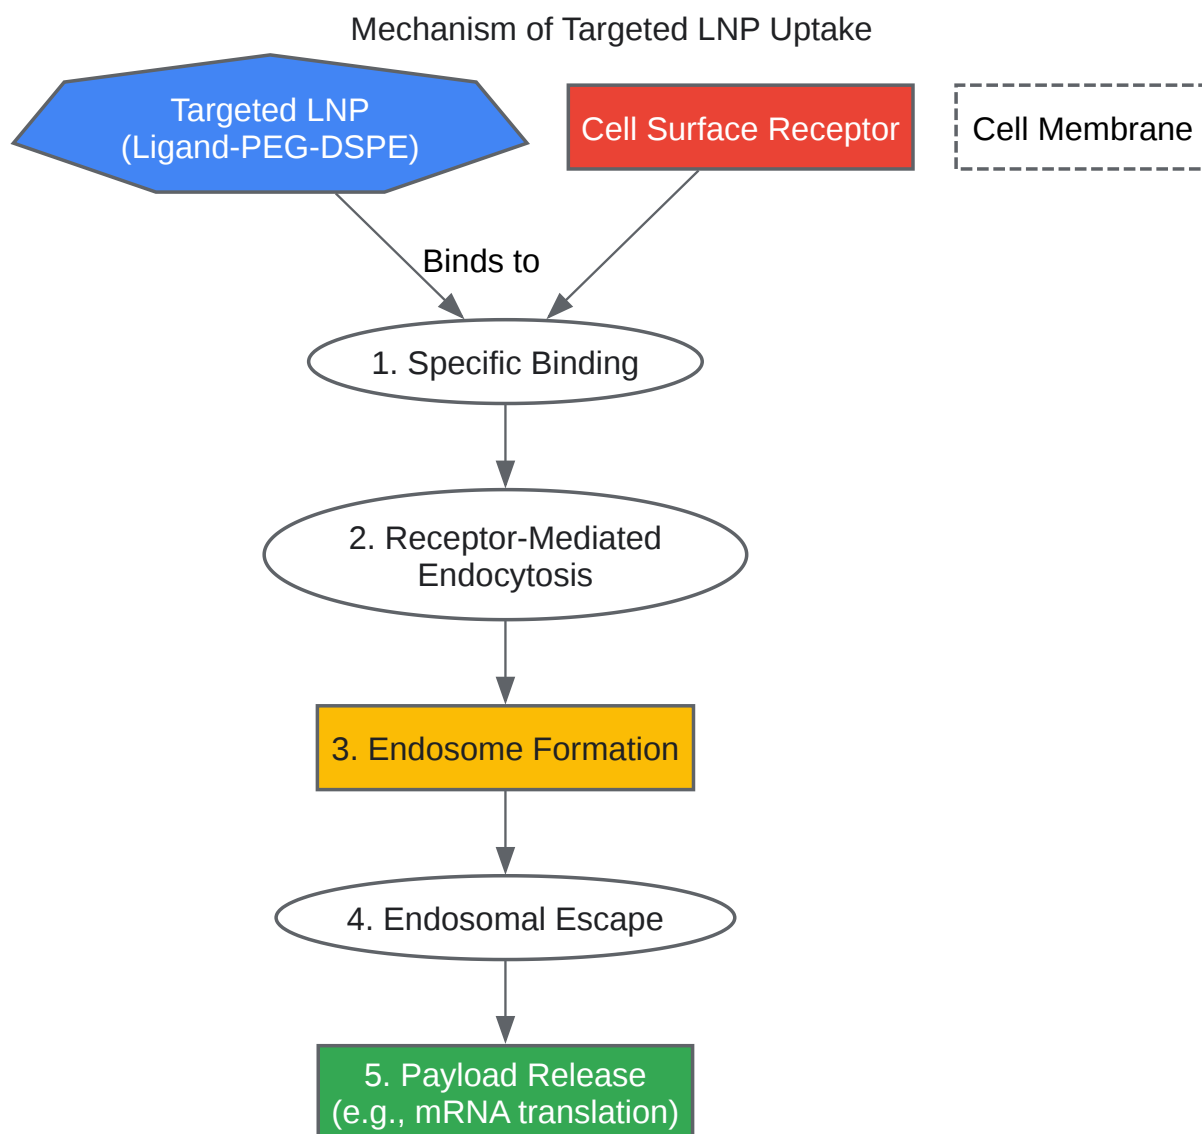 Mechanism of Targeted LNP Uptake
Targeted LNP
(Ligand-PEG-DSPE)
Cell Surface Receptor
Cell Membrane
Binds to
1. Specific Binding
2. Receptor-Mediated
Endocytosis
3. Endosome Formation
4. Endosomal Escape
5. Payload Release
(e.g., mRNA translation)